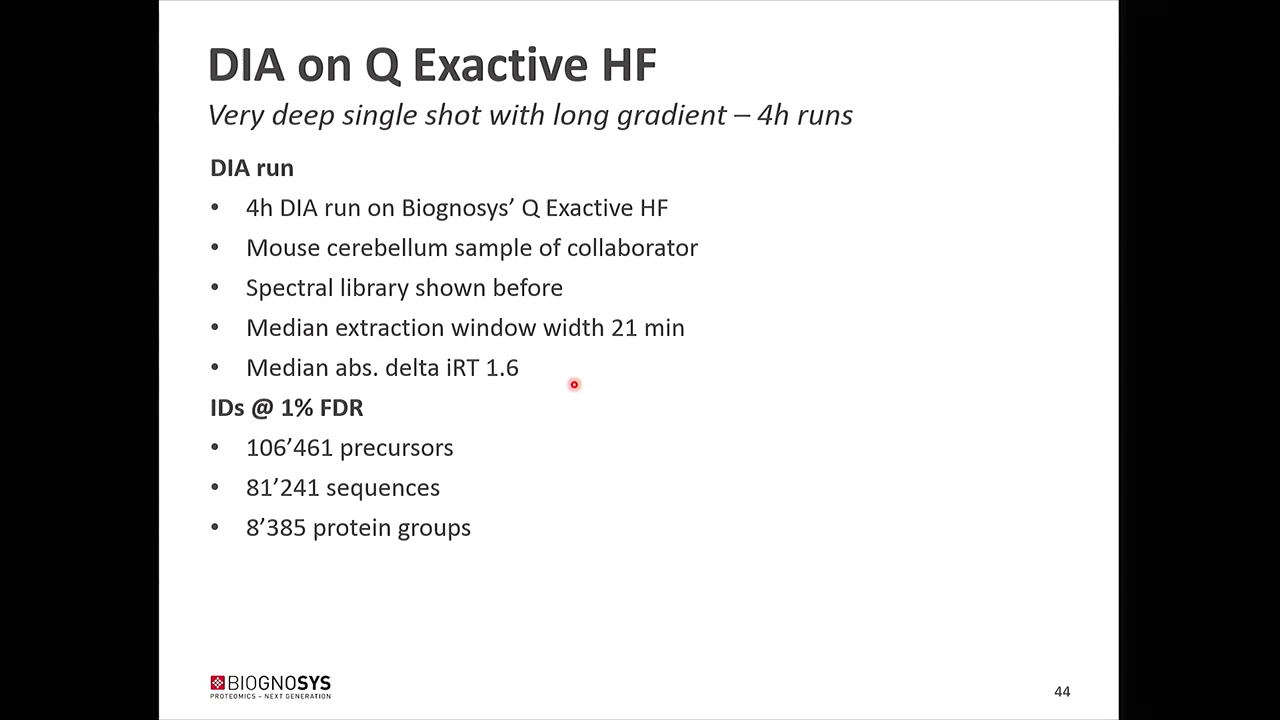 DIA on Q Exactive HF
Very deep single shot with long gradient – 4h runs
DIA run
• 4h DIA run on Biognosys’ Q Exactive HF
• Mouse cerebellum sample of collaborator
• Spectral library shown before
• Median extraction window width 21 min
• Median abs. delta iRT 1.6
IDs @ 1% FDR
• 106’461 precursors
• 81’241 sequences
• 8’385 protein groups
BIOGNOSYS
PROTEOMICS – NEXT GENERATION
44